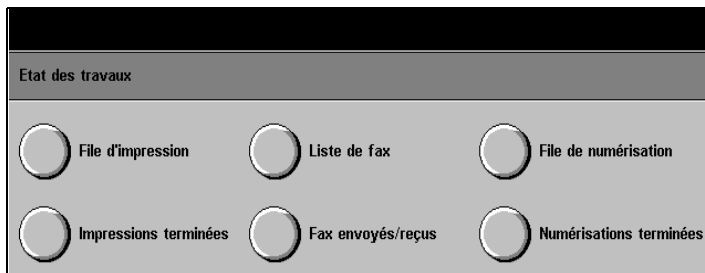 Etat des travaux
File d'impression
Liste de fax
File de numérisation
Impressions terminées
Fax envoyés/reçus
Numérisations terminées